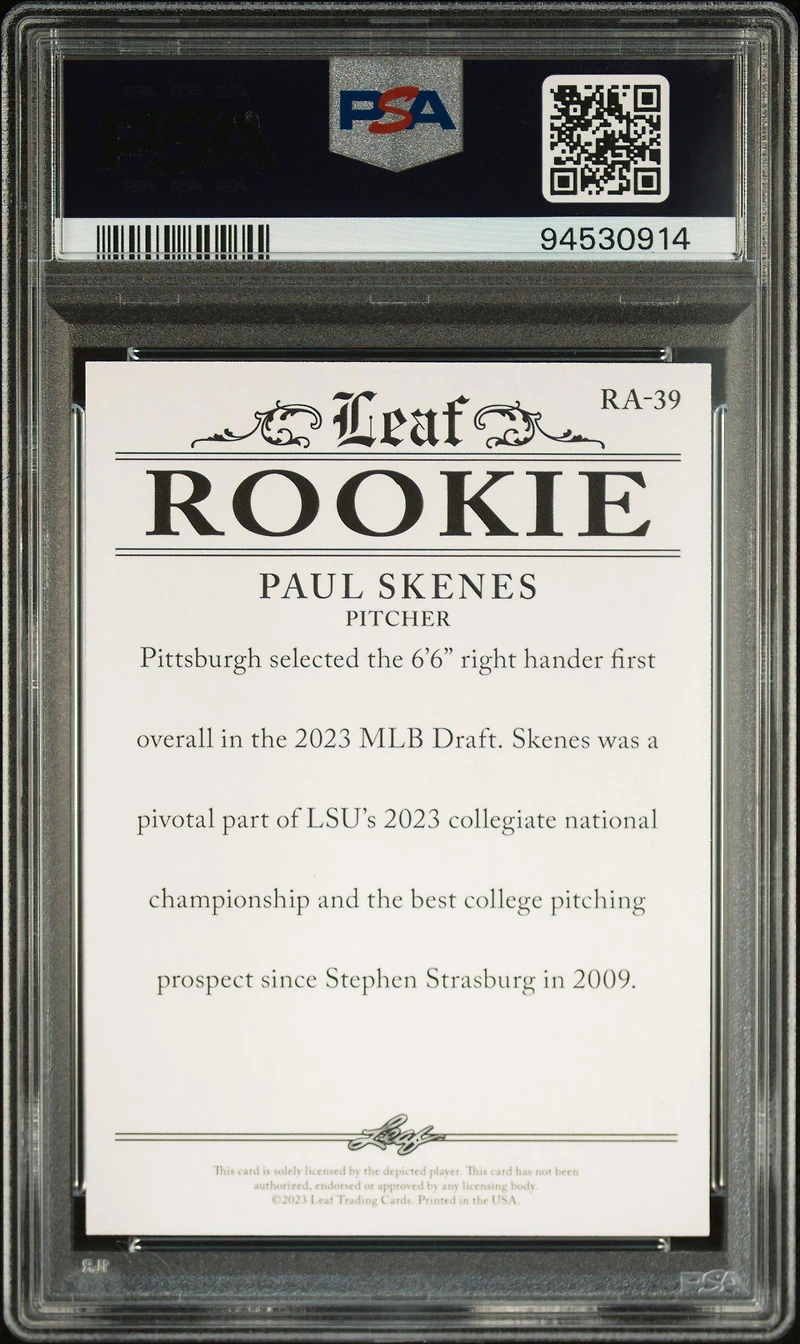 PSA
94530914
RA-39
Leaf
ROOKIE
PAUL SKENES
PITCHER
Pittsburgh selected the 6’6” right hander first
overall in the 2023 MLB Draft. Skenes was a
pivotal part of LSU’s 2023 collegiate national
championship and the best college pitching
prospect since Stephen Strasburg in 2009.
Leaf
This card is solely licensed by the depicted player. This card has not been
authorized, endorsed or approved by any licensing body.
©2023 Leaf Trading Cards. Printed in the USA.
PSA